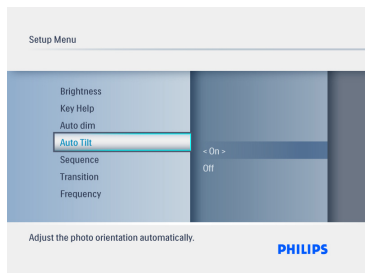 Setup Menu
Brightness
Key Help
Auto dim
Auto Tilt
Sequence
Transition
Frequency
< On >
Off
Adjust the photo orientation automatically.
PHILIPS